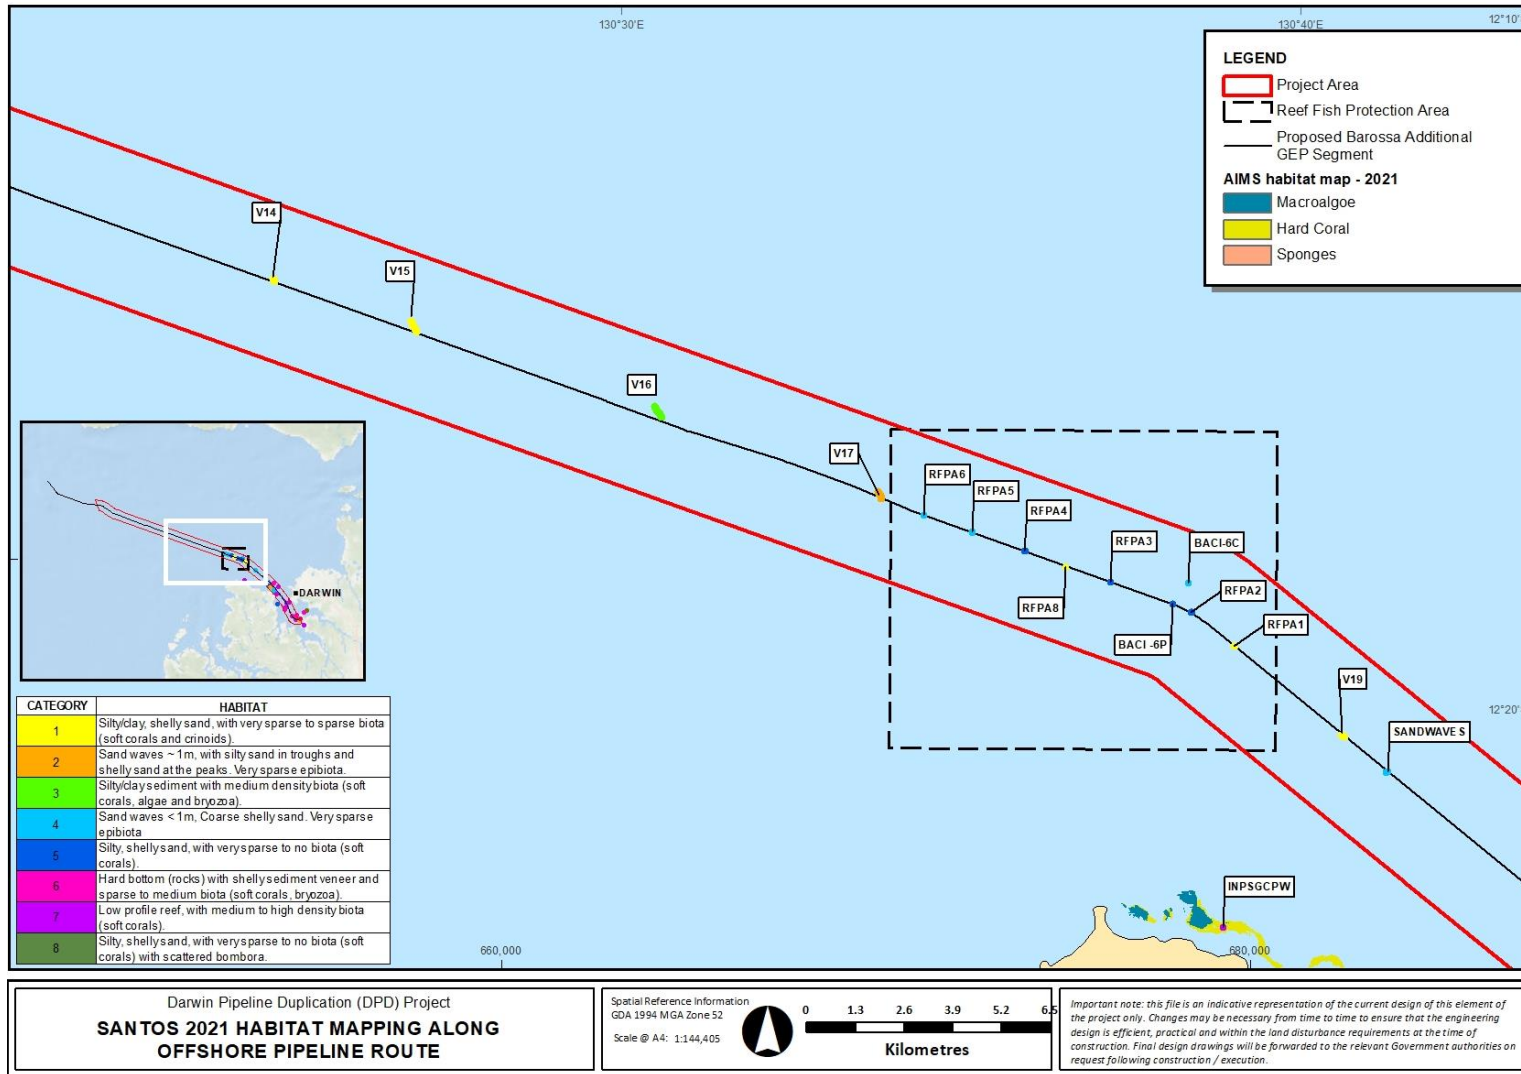 130°30'E
130°40'E
12°10'
LEGEND
Project Area
Reef Fish Protection Area
Proposed Barossa Additional
GEP Segment
AIMS habitat map - 2021
Macroalgoe
Hard Coral
Sponges
V14
V15
V16
V17
RFPA6
RFPA5
RFPA4
RFPA3
BACI-6C
RFPA8
RFPA2
BACI -6P
RFPA1
V19
SANDWAVE S
12°20'
INPSGCPW
DARWIN
660,000
680,000
CATEGORY HABITAT
1 Silty/clay, shelly sand, with very sparse to sparse biota
(soft corals and crinoids).
2 Sand waves ~ 1m, with silty sand in troughs and
shelly sand at the peaks. Very sparse epibiota.
3 Silty/clay sediment with medium density biota (soft
corals, algae and bryozoa).
4 Sand waves < 1m, Coarse shelly sand. Very sparse
epibiota
5 Silty, shelly sand, with very sparse to no biota (soft
corals).
6 Hard bottom (rocks) with shelly sediment veneer and
sparse to medium biota (soft corals, bryozoa).
7 Low profile reef, with medium to high density biota
(soft corals).
8 Silty, shelly sand, with very sparse to no biota (soft
corals) with scattered bombora.
Darwin Pipeline Duplication (DPD) Project
SANTOS 2021 HABITAT MAPPING ALONG
OFFSHORE PIPELINE ROUTE
Spatial Reference Information
GDA 1994 MGA Zone 52
Scale @ A4: 1:144,405
0 1.3 2.6 3.9 5.2 6.5
Kilometres
Important note: this file is an indicative representation of the current design of this element of
the project only. Changes may be necessary from time to time to ensure that the engineering
design is efficient, practical and within the land disturbance requirements at the time of
construction. Final design drawings will be forwarded to the relevant Government authorities on
request following construction / execution.